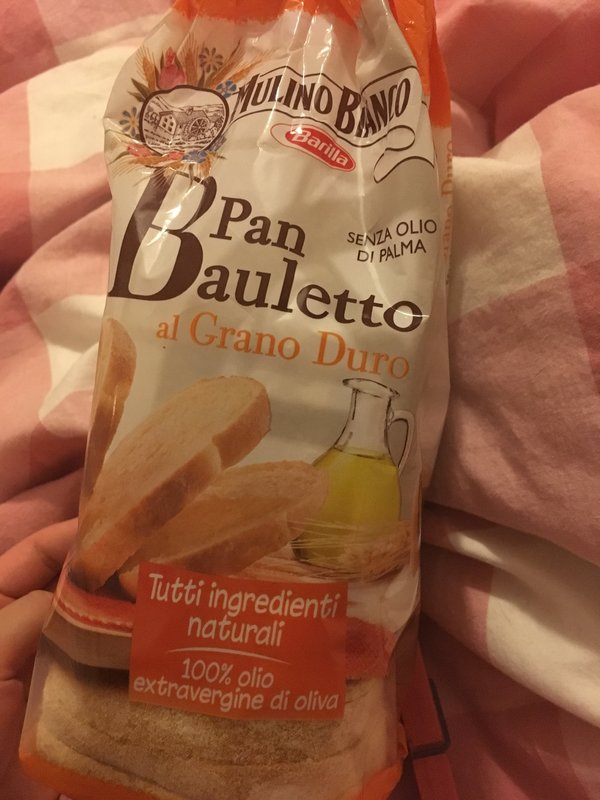 MULINO BIANCO
Barilla
Pan
Bauletto
SENZA OLIO
DI PALMA
al Grano Duro
Tutti ingredienti
naturali
100% olio
extravergine di oliva